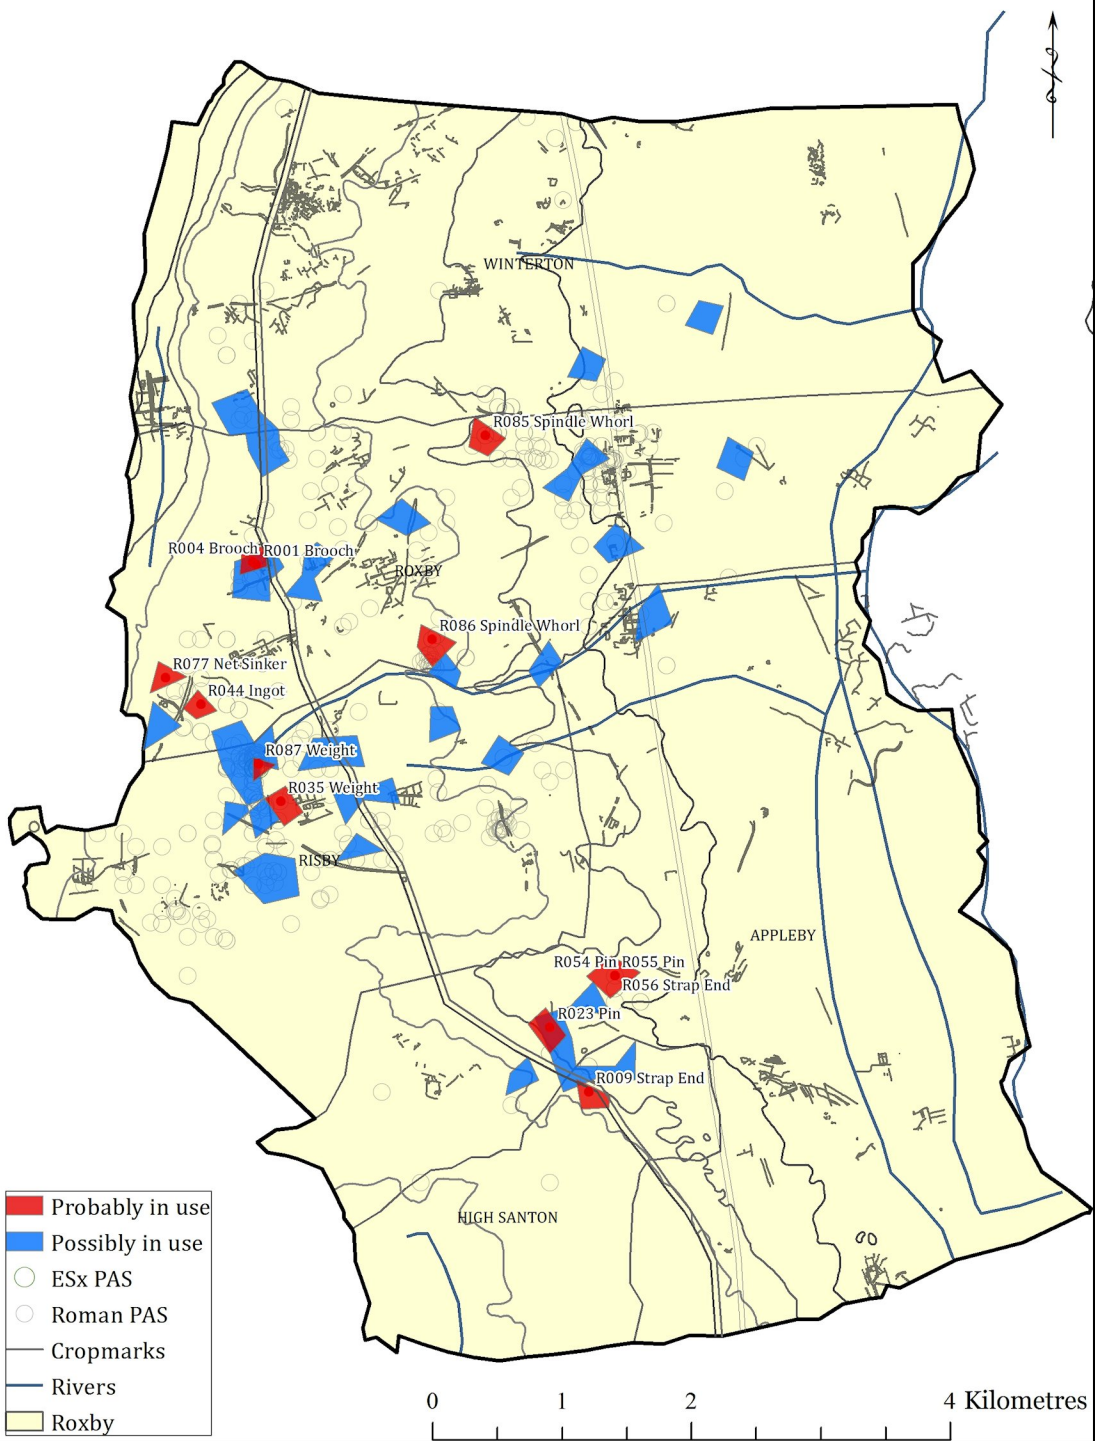 WINTERTON
R085 Spindle Whorl
R004 Brooch R001 Brooch
ROXBY
R086 Spindle Whorl
R077 Net Sinker
R044 Ingot
R087 Weight
R035 Weight
RISBY
APPLEBY
R054 Pin R055 Pin
R056 Strap End
R023 Pin
R009 Strap End
HIGH SANTON
Probably in use
Possibly in use
ESx PAS
Roman PAS
Cropmarks
Rivers
Roxby
0 1 2 4 Kilometres